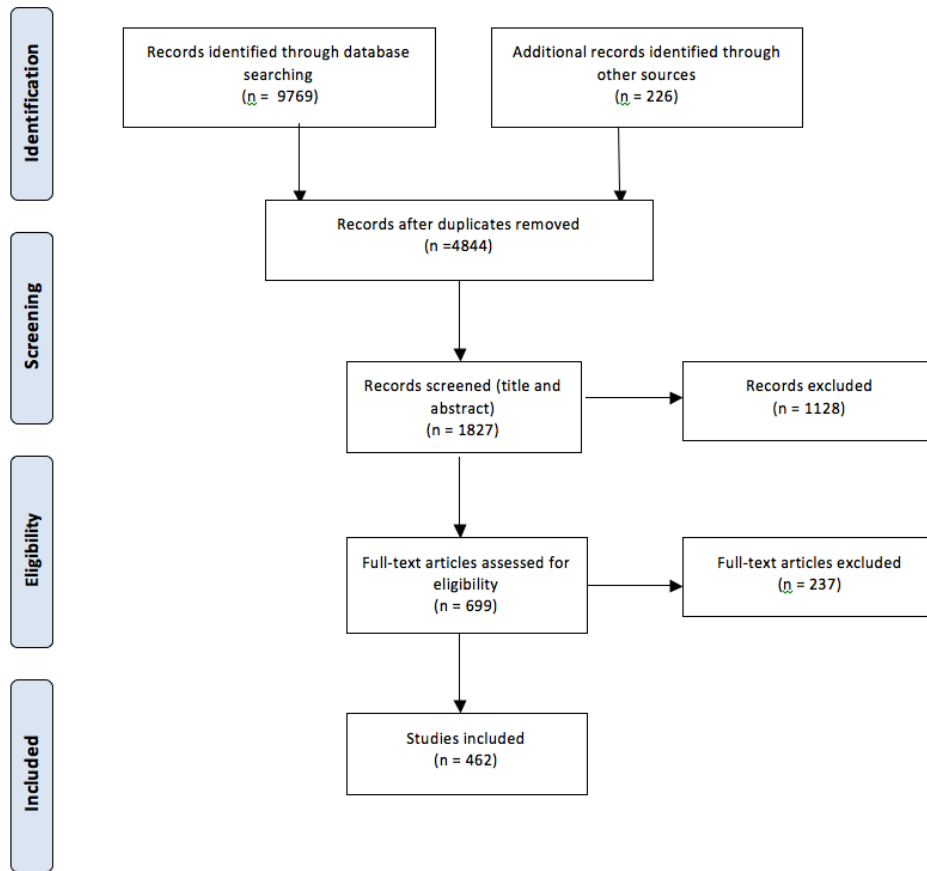 Identification
Records identified through database
searching
(n = 9769)
Additional records identified through
other sources
(n = 226)
Records after duplicates removed
(n =4844)
Screening
Records screened (title and
abstract)
(n = 1827)
Records excluded
(n = 1128)
Eligibility
Full-text articles assessed for
eligibility
(n = 699)
Full-text articles excluded
(n = 237)
Included
Studies included
(n = 462)